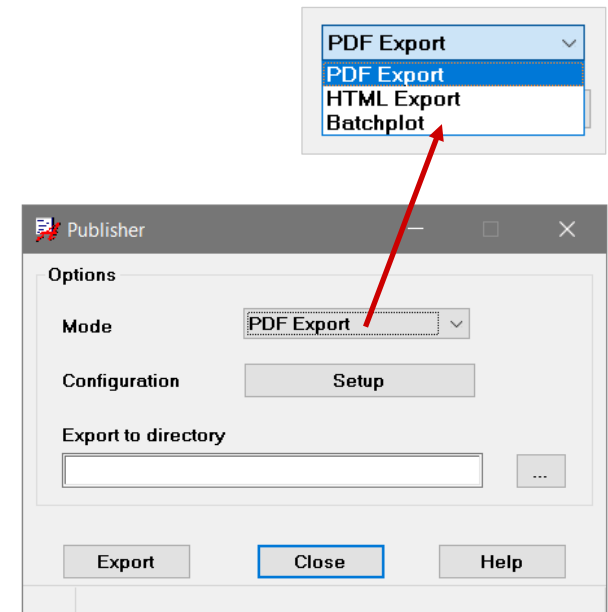 PDF Export
PDF Export
HTML Export
Batchplot
Publisher
Options
Mode
PDF Export
Configuration
Setup
Export to directory
...
Export Close Help